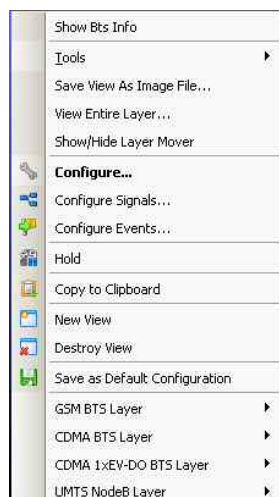 Show Bts Info
Tools
Save View As Image File...
View Entire Layer...
Show/Hide Layer Mover
Configure...
Configure Signals...
Configure Events...
Hold
Copy to Clipboard
New View
Destroy View
Save as Default Configuration
GSM BTS Layer
CDMA BTS Layer
CDMA 1xEV-DO BTS Layer
UMTS NodeB Layer